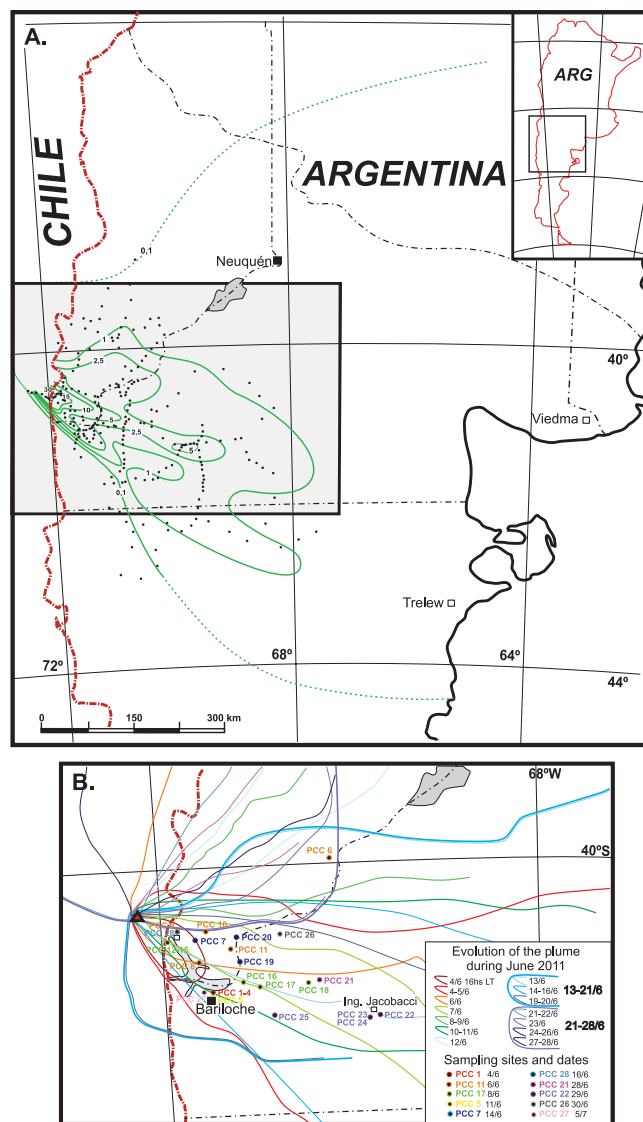 A.
ARG
CHILE
ARGENTINA
0,1
Neuquén
1
2,5
40º
30
15
10
5
2,5
5
1
0,1
Viedma
Trelew
72º
68º
64º
44º
0 150 300 km
B.
68ºW
40ºS
PCC 6
PCC 10
PCC 28
PCC 7
PCC 20
PCC 26
PCC 11
PCC 19
PCC 16
PCC 17
PCC 18
PCC 21
PCC 1-4
Bariloche
PCC 25
Ing. Jacobacci
PCC 23
PCC 22
PCC 24
Evolution of the plume
during June 2011
4/6 16hs LT
4-5/6
6/6
7/6
8-9/6
10-11/6
12/6
13/6
14-16/6
19-20/6
13-21/6
21-22/6
23/6
24-26/6
27-28/6
21-28/6
Sampling sites and dates
PCC 1 4/6
PCC 11 6/6
PCC 17 8/6
PCC 5 11/6
PCC 7 14/6
PCC 28 16/6
PCC 21 28/6
PCC 22 29/6
PCC 26 30/6
PCC 27 5/7